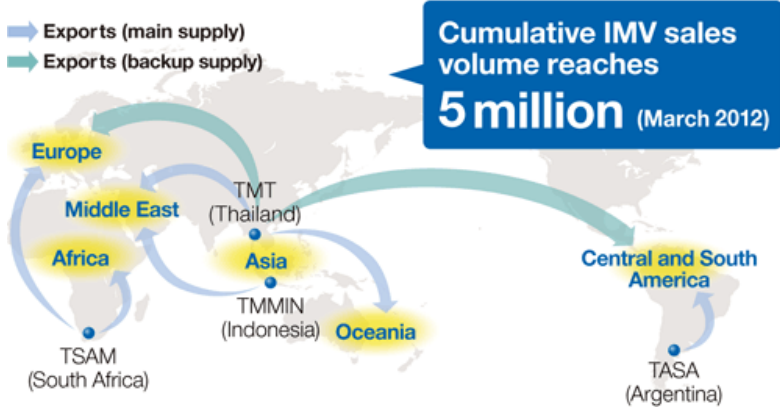 Exports (main supply)
Exports (backup supply)
Cumulative IMV sales
volume reaches
5 million (March 2012)
Europe
Middle East
Africa
TMT
(Thailand)
Asia
TMMIN
(Indonesia)
Oceania
Central and South
America
TSAM
(South Africa)
TASA
(Argentina)